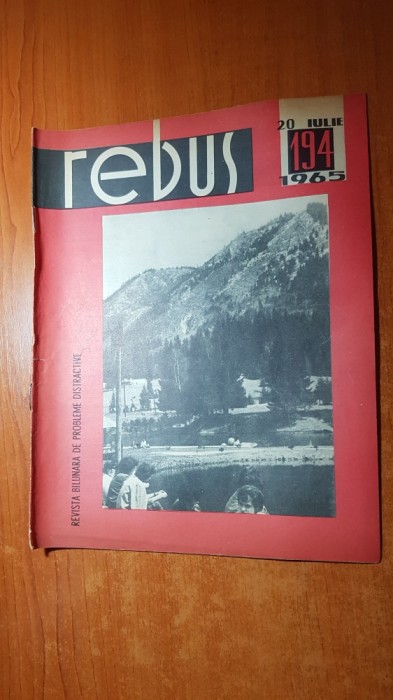 rebus
20 IULIE
194
1965
REVISTA BILUNARA DE PROBLEME DISTRACTIVE